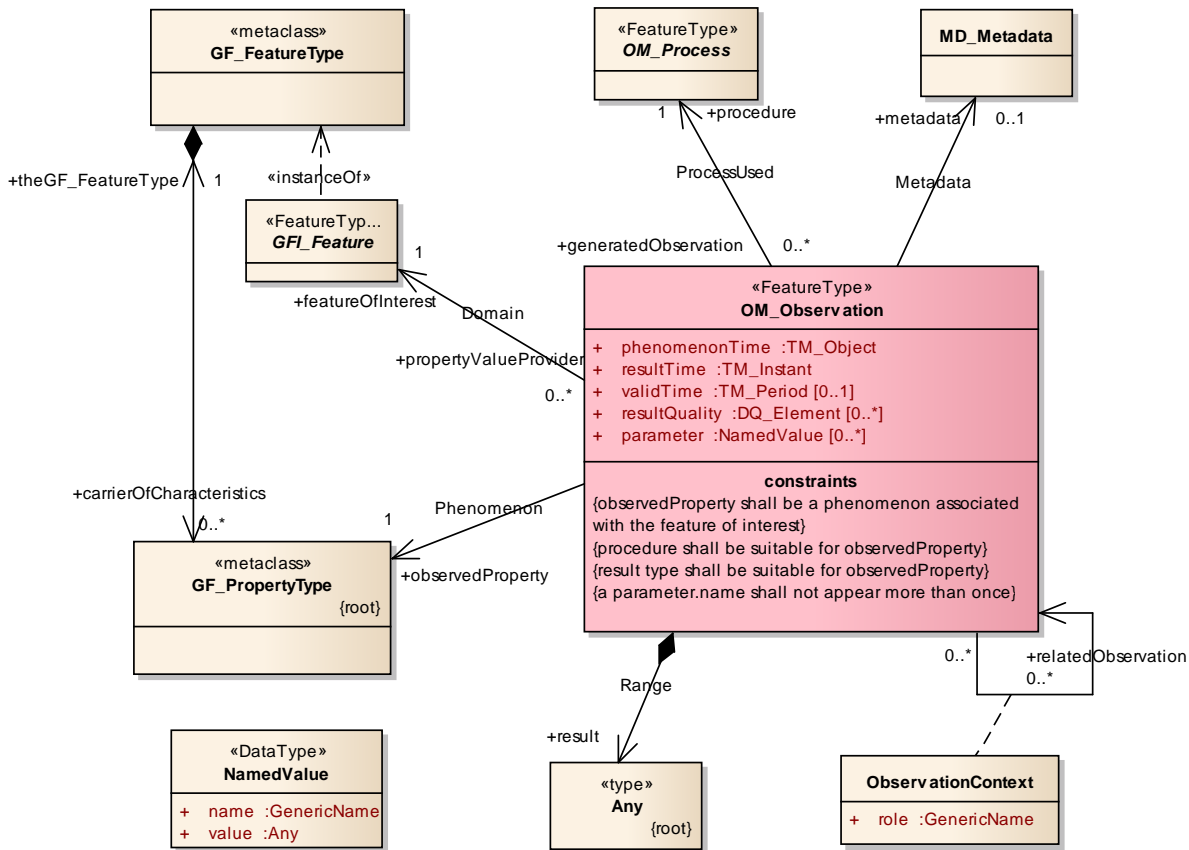 «metaclass»
GF_FeatureType
«FeatureType»
OM_Process
MD_Metadata
1
+procedure
+metadata
0..1
+theGF_FeatureType
1
«instanceOf»
ProcessUsed
Metadata
«FeatureTyp...
GFI_Feature
1
+generatedObservation
0..*
+featureOfInterest
Domain
+propertyValueProvider
0..*
«FeatureType»
OM_Observation
+ phenomenonTime :TM_Object
+ resultTime :TM_Instant
+ validTime :TM_Period [0..1]
+ resultQuality :DQ_Element [0..*]
+ parameter :NamedValue [0..*]
constraints
{observedProperty shall be a phenomenon associated
with the feature of interest}
{procedure shall be suitable for observedProperty}
{result type shall be suitable for observedProperty}
{a parameter.name shall not appear more than once}
+carrierOfCharacteristics
0..*
Phenomenon
1
+observedProperty
«metaclass»
GF_PropertyType
{root}
0..*
+relatedObservation
0..*
Range
+result
«DataType»
NamedValue
+ name :GenericName
+ value :Any
«type»
Any
{root}
ObservationContext
+ role :GenericName